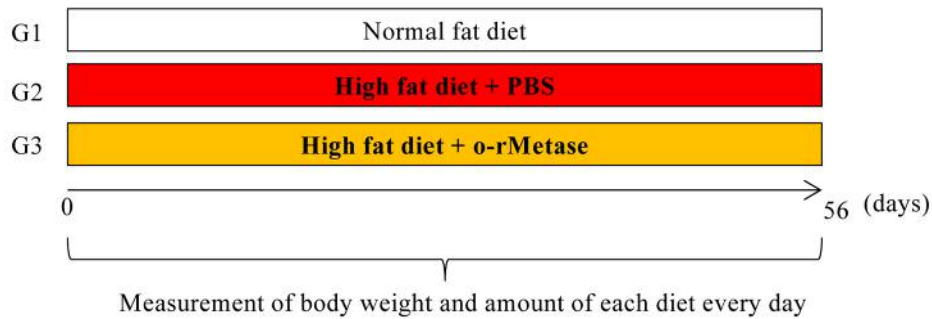 G1 Normal fat diet
G2 High fat diet + PBS
G3 High fat diet + o-rMetase
0 56 (days)
Measurement of body weight and amount of each diet every day